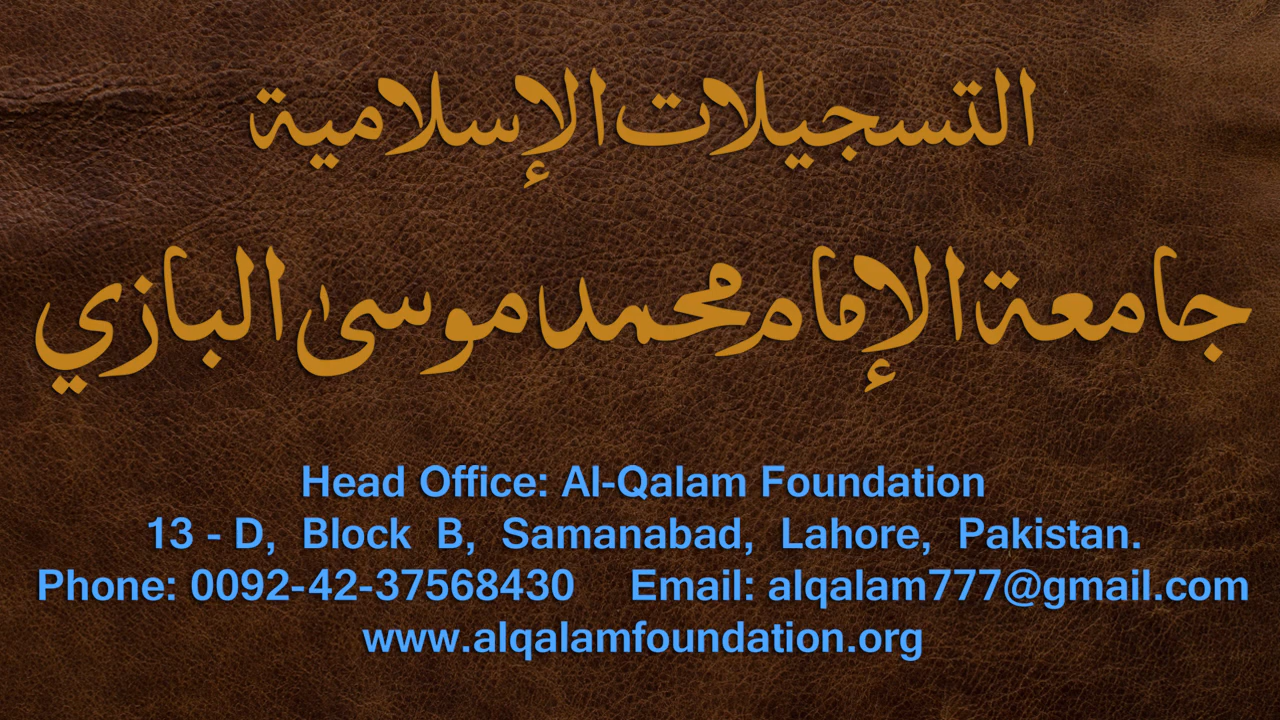 التسجيلات الإسلامية
جامعة الإمام محمد موسىٰ البازي
Head Office: Al-Qalam Foundation
13 - D, Block B, Samanabad, Lahore, Pakistan.
Phone: 0092-42-37568430 Email: alqalam777@gmail.com
www.alqalamfoundation.org